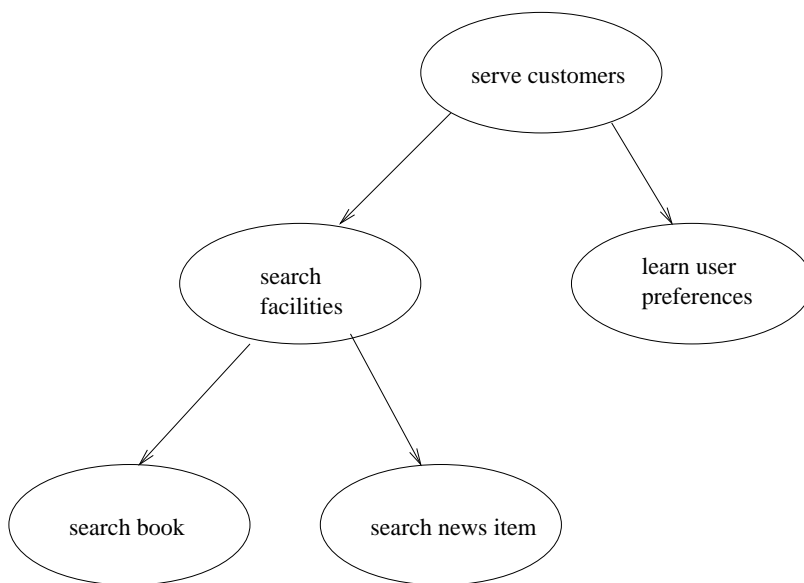 serve customers
search
facilities
learn user
preferences
search book
search news item